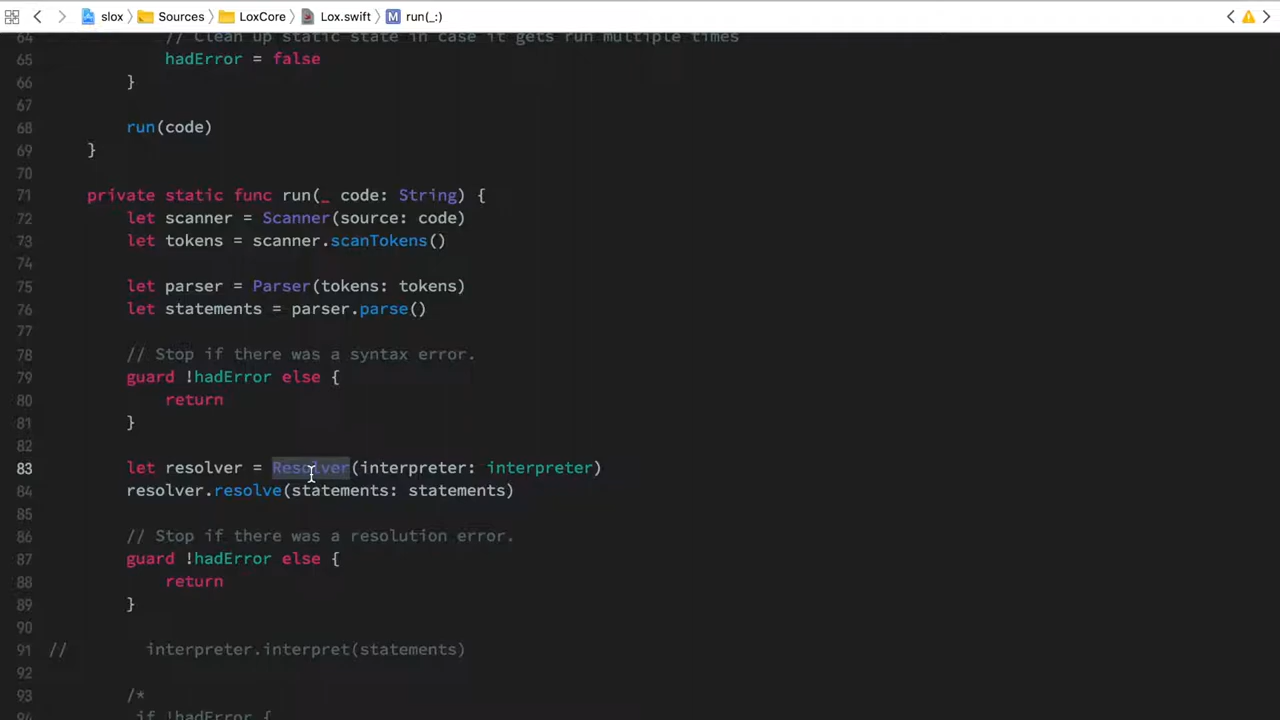 slox Sources LoxCore Lox.swift M run(_:)
64 // Clean up static state in case it gets run multiple times
65 hadError = false
66 }
67
68 run(code)
69 }
70
71 private static func run(_ code: String) {
72 let scanner = Scanner(source: code)
73 let tokens = scanner.scanTokens()
74
75 let parser = Parser(tokens: tokens)
76 let statements = parser.parse()
77
78 // Stop if there was a syntax error.
79 guard !hadError else {
80 return
81 }
82
83 let resolver = Resolver(interpreter: interpreter)
84 resolver.resolve(statements: statements)
85
86 // Stop if there was a resolution error.
87 guard !hadError else {
88 return
89 }
90
91 // interpreter.interpret(statements)
92
93 /*
94 if !hadError {